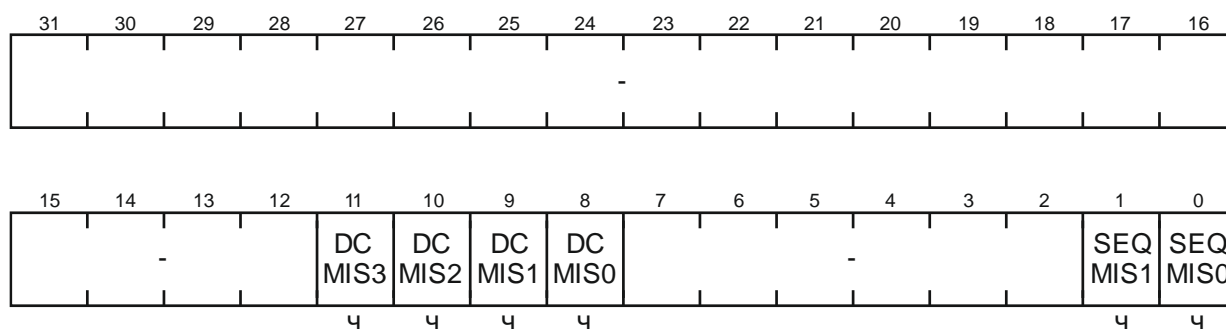 31 30 29 28 27 26 25 24 23 22 21 20 19 18 17 16
-
15 14 13 12 11 10 9 8 7 6 5 4 3 2 1 0
- DC MIS3 DC MIS2 DC MIS1 DC MIS0 - SEQ MIS1 SEQ MIS0
Ч Ч Ч Ч Ч Ч